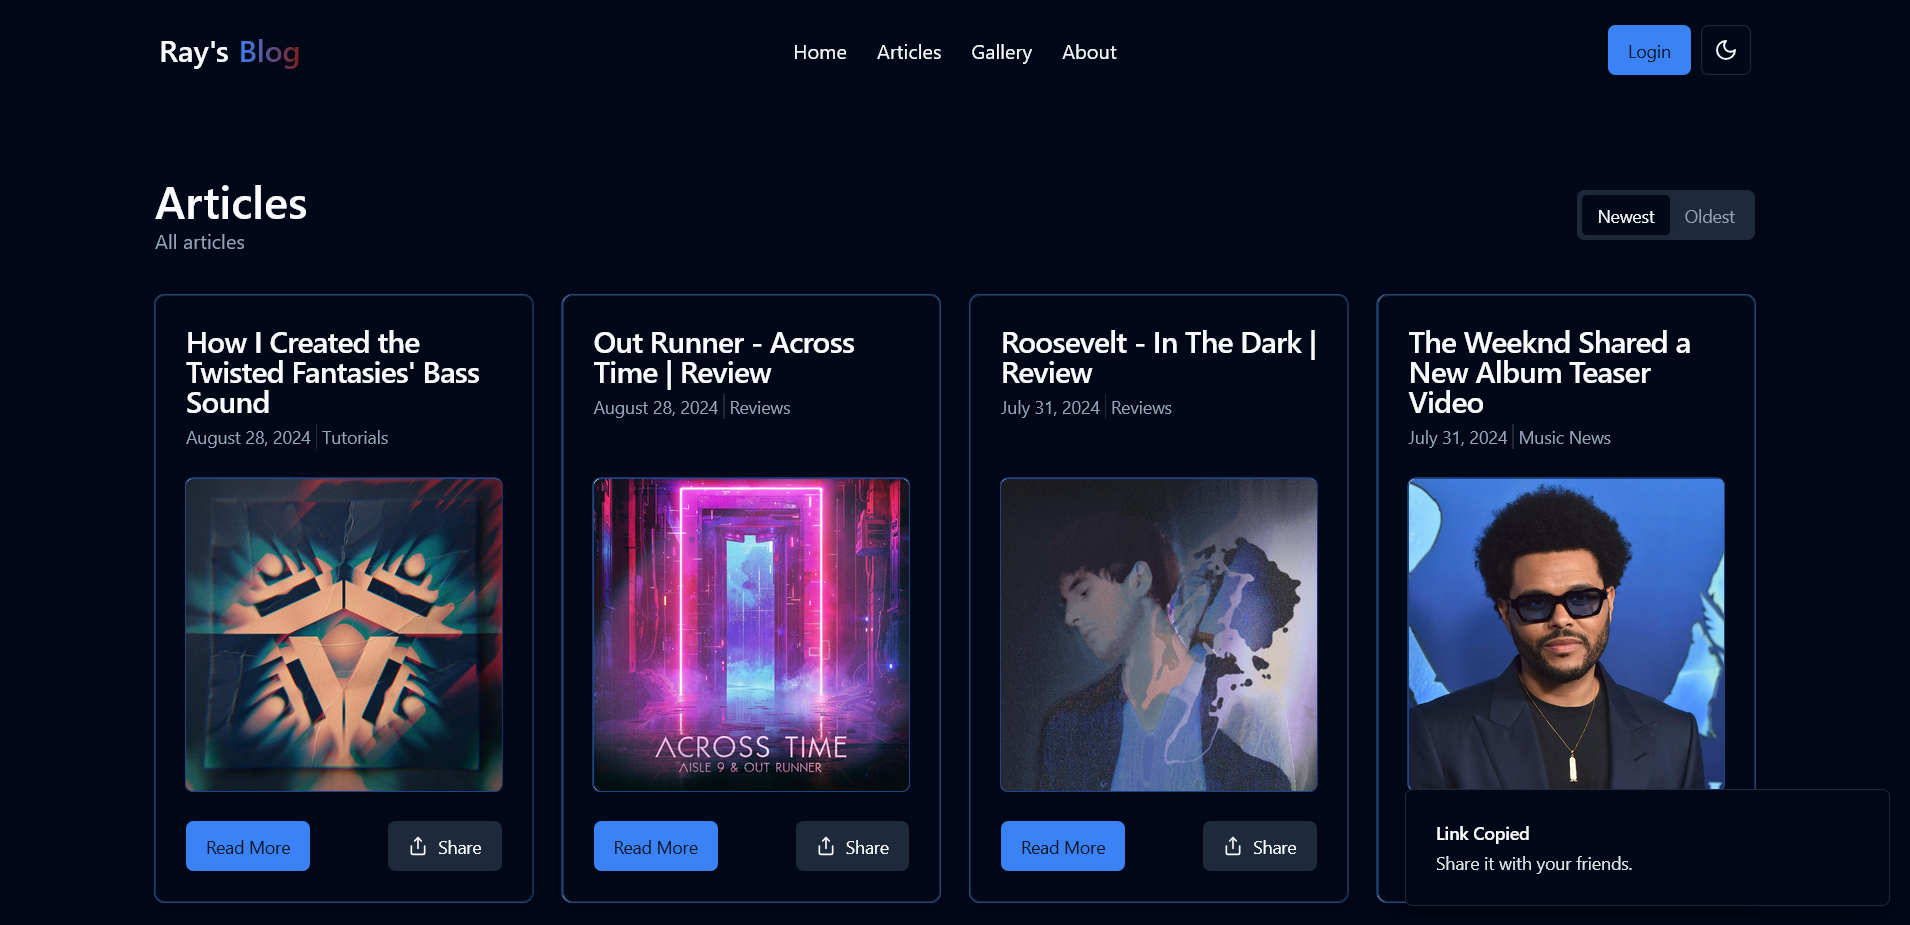 Ray's Blog
Home Articles Gallery About
Login
Articles
All articles
Newest Oldest
How I Created the
Twisted Fantasies' Bass
Sound
August 28, 2024 Tutorials
Read More
Share
Out Runner - Across
Time | Review
August 28, 2024 Reviews
ACROSS TIME
AISLE 9 & OUT RUNNER
Read More
Share
Roosevelt - In The Dark |
Review
July 31, 2024 Reviews
Read More
Share
The Weeknd Shared a
New Album Teaser
Video
July 31, 2024 Music News
Link Copied
Share it with your friends.